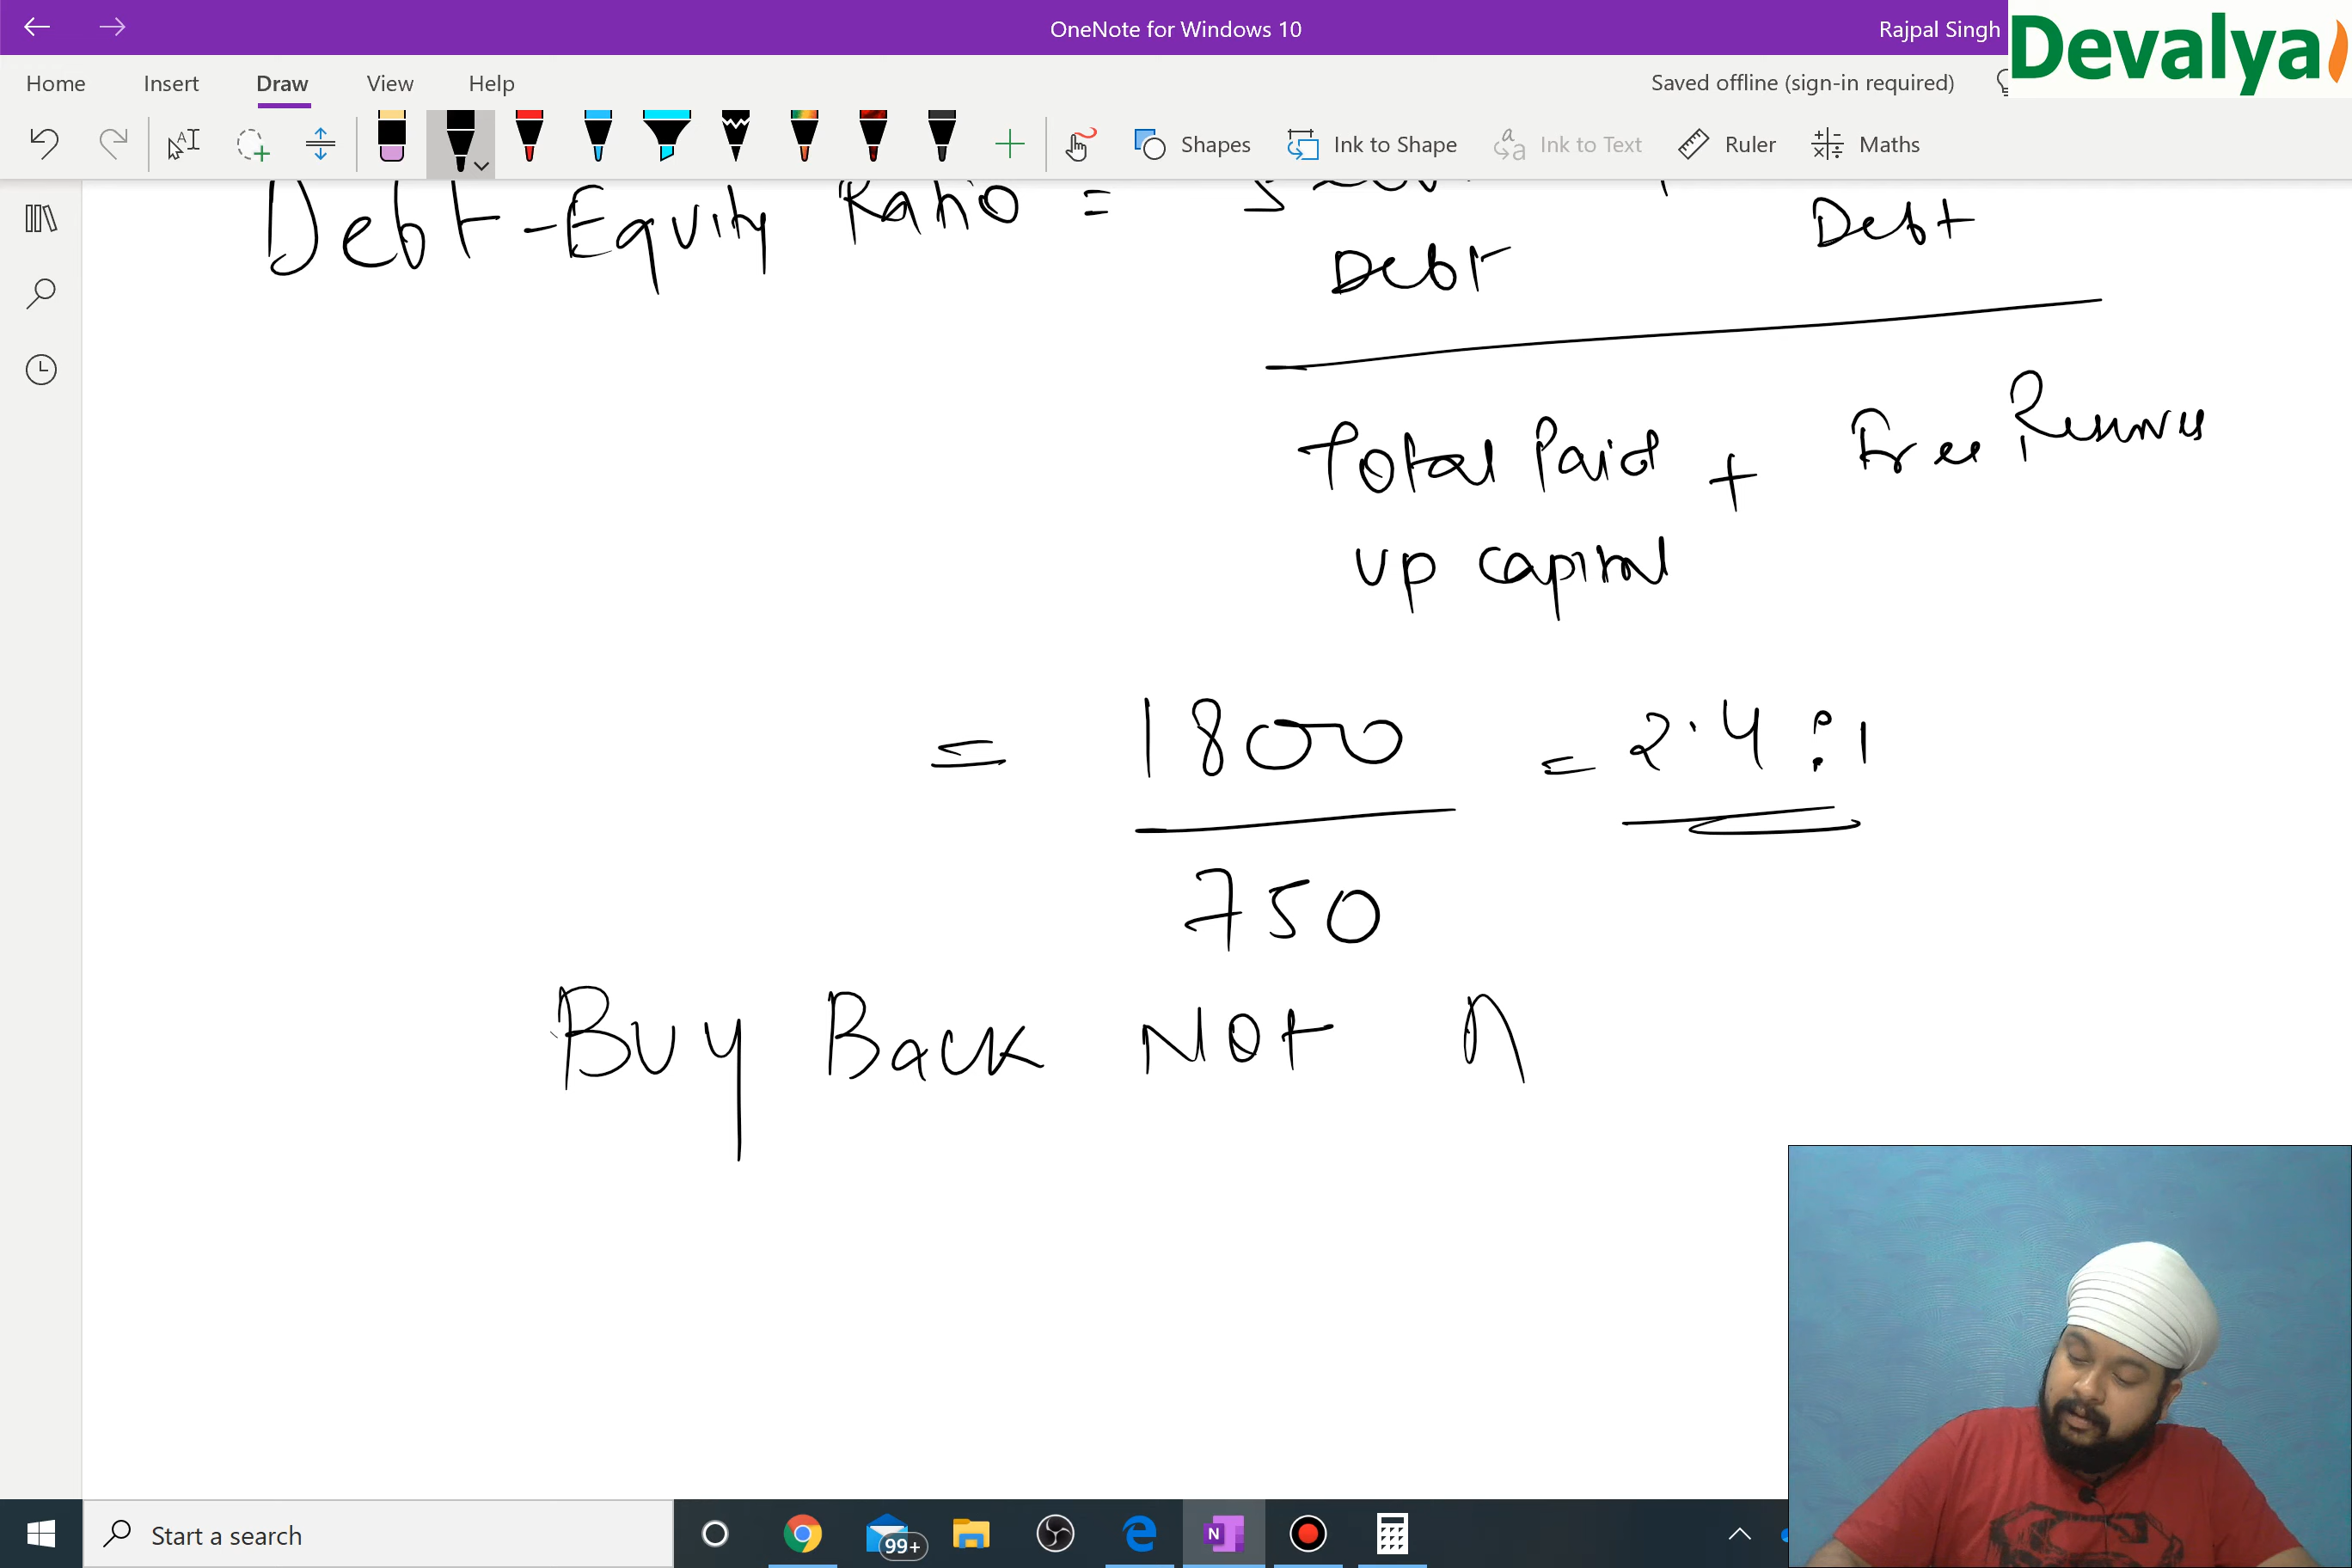 OneNote for Windows 10
Rajpal Singh
Devalya
Home Insert Draw View Help
Saved offline (sign-in required)
Shapes Ink to Shape Ink to Text Ruler Maths
Debt-Equity Ratio =
Debt
Debt
Total Paid + Free Reserves
up capital
= 1800 = 2.4:1
750
Buy Back Not A
Start a search
99+